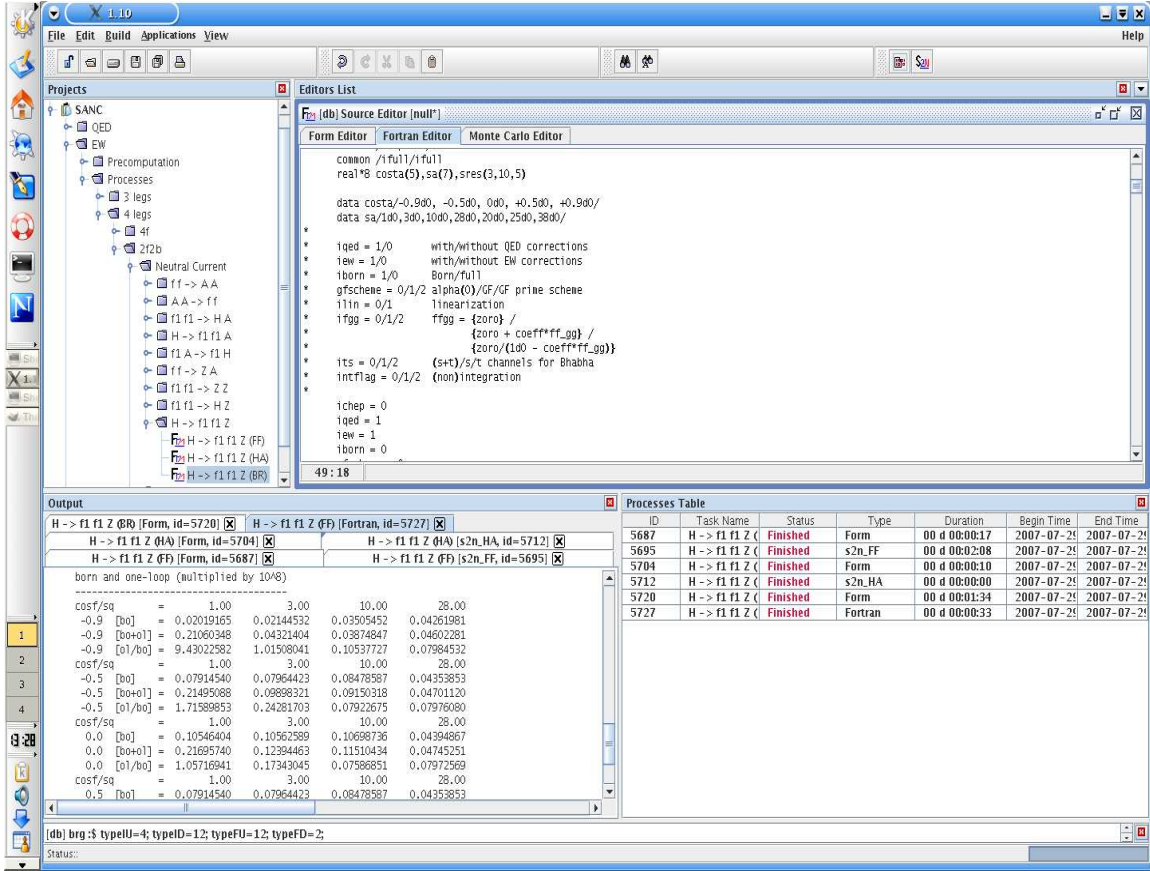 X 1.10
File Edit Build Applications View Help
Projects
SANC
QED
EW
Precomputation
Processes
3 legs
4 legs
4f
2f2b
Neutral Current
ff -> A A
A A -> f f
f1 f1 -> H A
H -> f1 f1 A
f1 A -> f1 H
f f -> Z A
f1 f1 -> Z Z
f1 f1 -> H Z
H -> f1 f1 Z
H -> f1 f1 Z (FF)
H -> f1 f1 Z (HA)
H -> f1 f1 Z (BR)
Editors List
[db] Source Editor [null*]
Form Editor Fortran Editor Monte Carlo Editor
common /ifull/ifull
real*8 costa(5),sa(7),sres(3,10,5)
data costa/-0.9d0, -0.5d0, 0d0, +0.5d0, +0.9d0/
data sa/1d0,3d0,10d0,28d0,20d0,25d0,38d0/
*
* iqed = 1/0 with/without QED corrections
* iew = 1/0 with/without EW corrections
* iborn = 1/0 Born/full
* gfscheme = 0/1/2 alpha(0)/GF/GF prime scheme
* ilin = 0/1 linearization
* ifgg = 0/1/2 ffgg = {zoro} /
* {zoro + coeff*ff_gg} /
* {zoro/(1d0 - coeff*ff_gg)}
* its = 0/1/2 (s+t)/s/t channels for Bhabha
* intflag = 0/1/2 (non)integration
*
ichep = 0
iqed = 1
iew = 1
iborn = 0
49:18
Output
H -> f1 f1 Z (BR) [Form, id=5720] H -> f1 f1 Z (FF) [Fortran, id=5727]
H -> f1 f1 Z (HA) [Form, id=5704] H -> f1 f1 Z (HA) [s2n_HA, id=5712]
H -> f1 f1 Z (FF) [Form, id=5687] H -> f1 f1 Z (FF) [s2n_FF, id=5695]
born and one-loop (multiplied by 10^8)
--------------------------------------
cosf/sq = 1.00 3.00 10.00 28.00
-0.9 [bo] = 0.02019165 0.02144532 0.03505452 0.04261981
-0.9 [bo+ol] = 0.21060348 0.04321404 0.03874847 0.04602281
-0.9 [ol/bo] = 9.43022582 1.01508041 0.10537727 0.07984532
cosf/sq = 1.00 3.00 10.00 28.00
-0.5 [bo] = 0.07914540 0.07964423 0.08478587 0.04353853
-0.5 [bo+ol] = 0.21495088 0.09898321 0.09150318 0.04701120
-0.5 [ol/bo] = 1.71589853 0.24281703 0.07922675 0.07976080
cosf/sq = 1.00 3.00 10.00 28.00
0.0 [bo] = 0.10546404 0.10562589 0.10698736 0.04394867
0.0 [bo+ol] = 0.21695740 0.12394463 0.11510434 0.04745251
0.0 [ol/bo] = 1.05716941 0.17343045 0.07586851 0.07972569
cosf/sq = 1.00 3.00 10.00 28.00
0.5 [bo] = 0.07914540 0.07964423 0.08478587 0.04353853
Processes Table
ID Task Name Status Type Duration Begin Time End Time
5687 H -> f1 f1 Z ( Finished Form 00 d 00:00:17 2007-07-29 2007-07-29
5695 H -> f1 f1 Z ( Finished s2n_FF 00 d 00:02:08 2007-07-29 2007-07-29
5704 H -> f1 f1 Z ( Finished Form 00 d 00:00:10 2007-07-29 2007-07-29
5712 H -> f1 f1 Z ( Finished s2n_HA 00 d 00:00:00 2007-07-29 2007-07-29
5720 H -> f1 f1 Z ( Finished Form 00 d 00:01:34 2007-07-29 2007-07-29
5727 H -> f1 f1 Z ( Finished Fortran 00 d 00:00:33 2007-07-29 2007-07-29
[db] brg :$ typeIU=4; typeID=12; typeFU=12; typeFD=2;
Status::
1
2
3
4
13:28